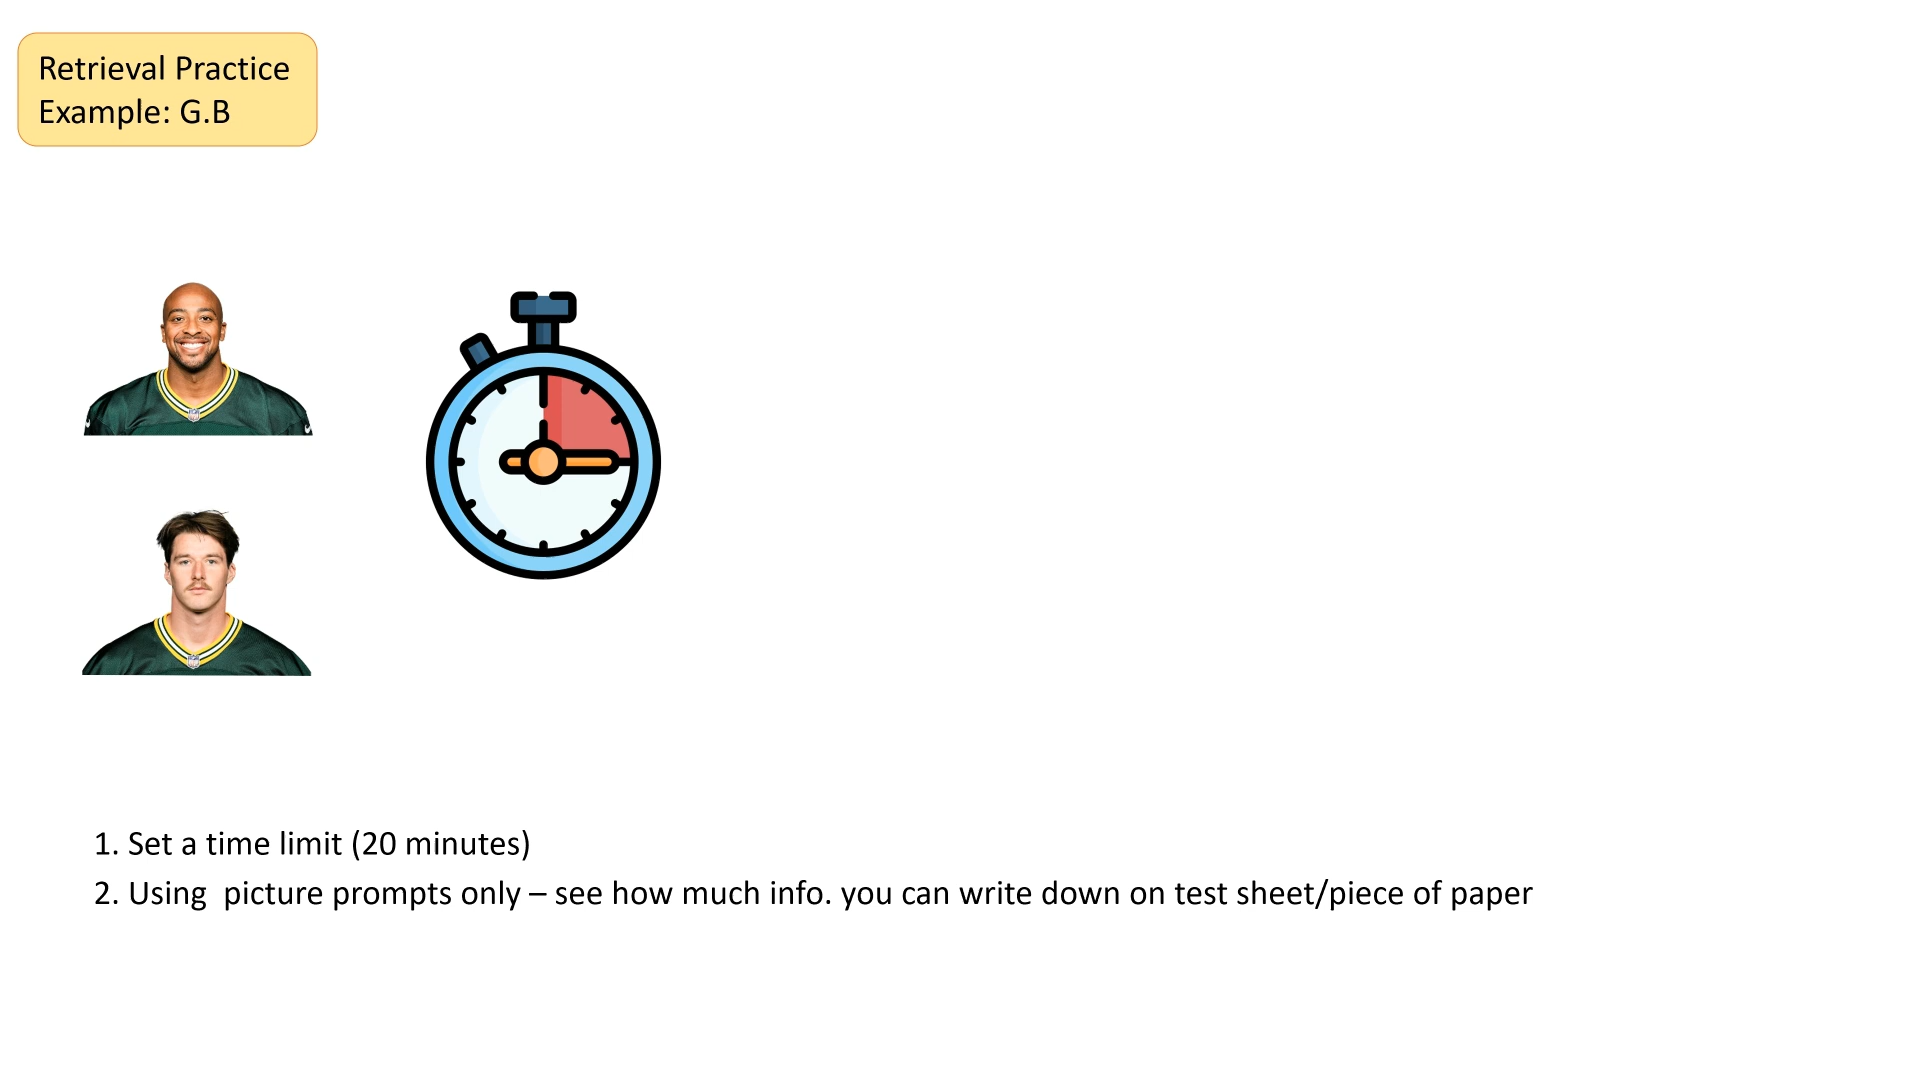 Retrieval Practice
Example: G.B
1. Set a time limit (20 minutes)
2. Using  picture prompts only – see how much info. you can write down on test sheet/piece of paper